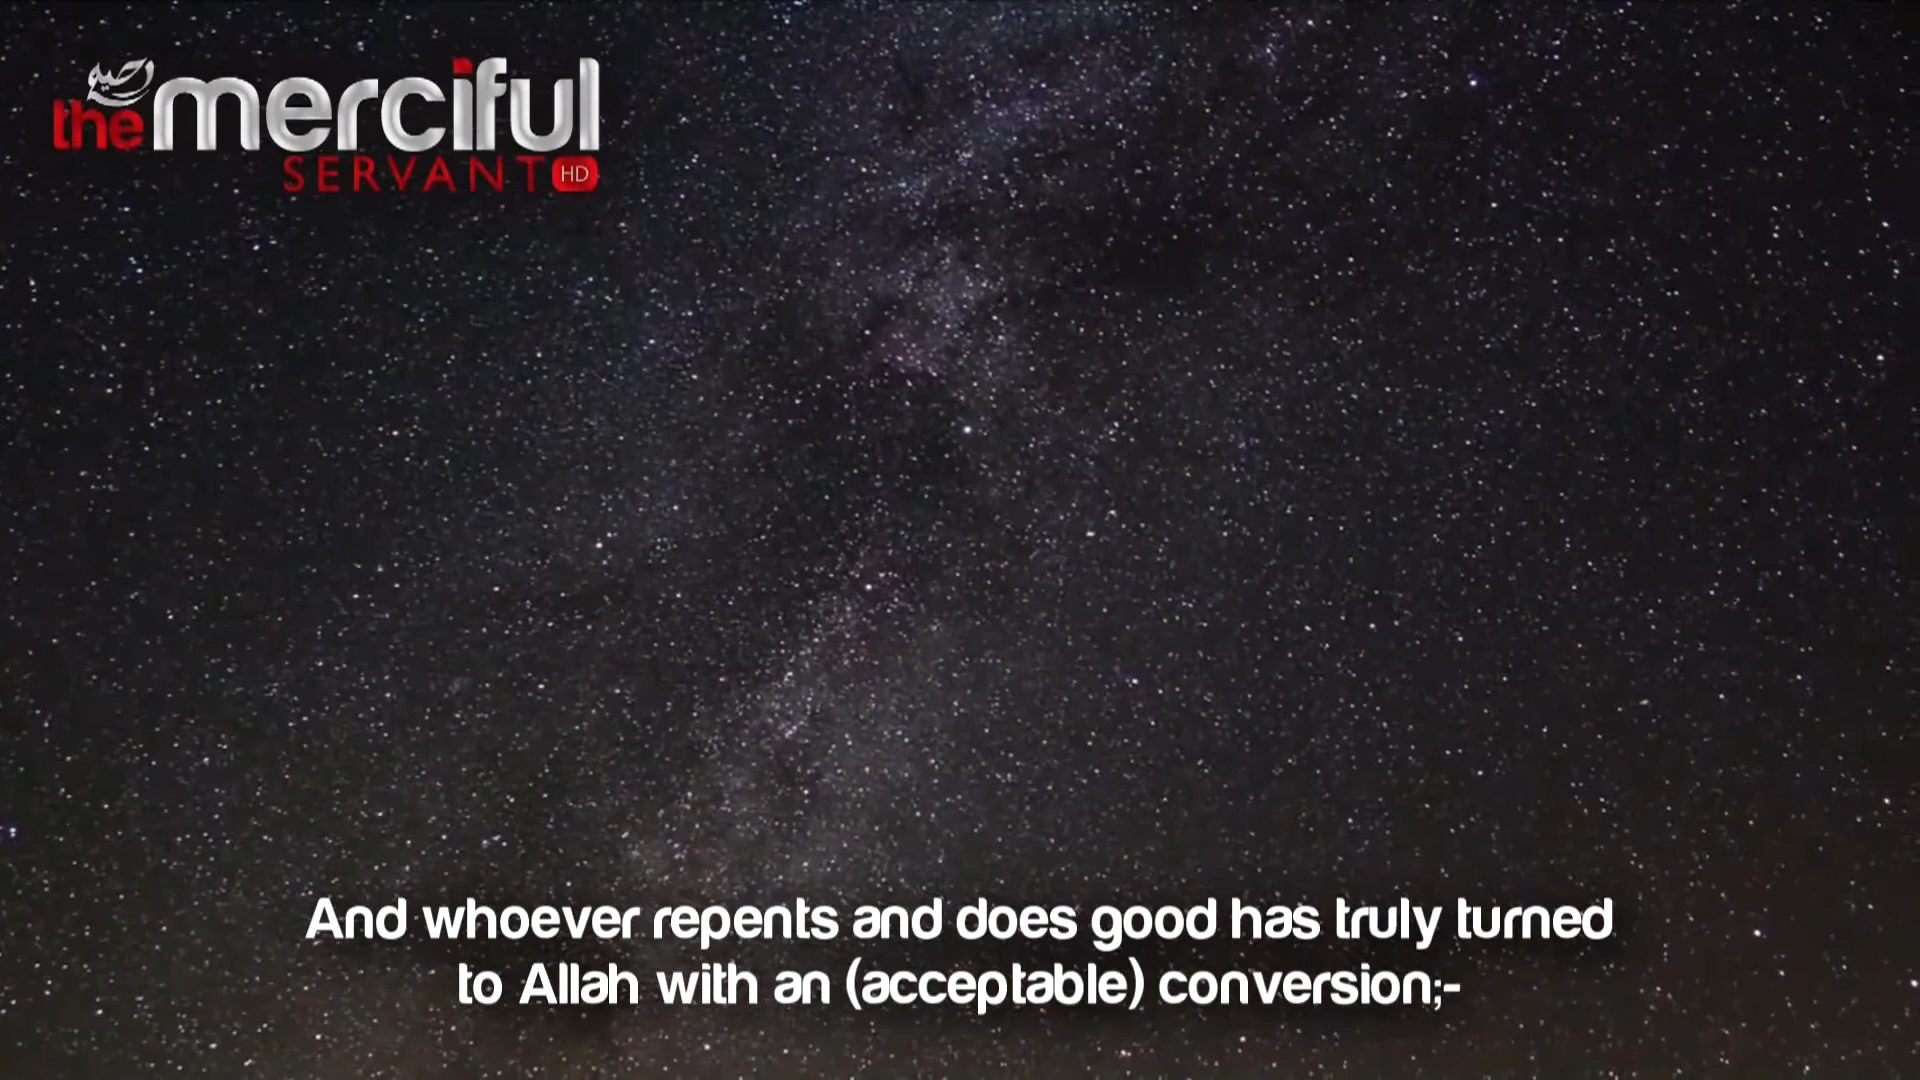 رحيم
the merciful
SERVANT HD
And whoever repents and does good has truly turned
to Allah with an (acceptable) conversion;-